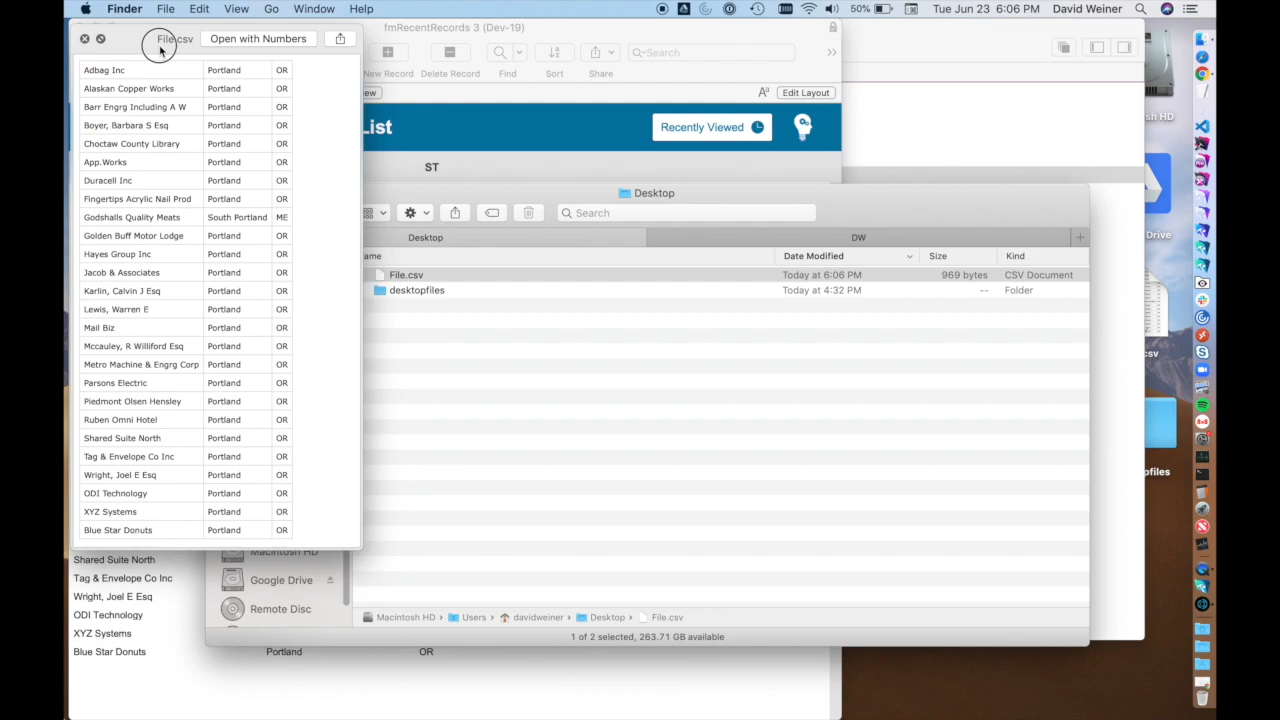 Finder File Edit View Go Window Help
50% Tue Jun 23 6:06 PM David Weiner
File.csv Open with Numbers
fmRecentRecords 3 (Dev-19)
New Record Delete Record Find Sort Share
Search
ew Edit Layout
List Recently Viewed
ST
Adbag Inc Portland OR
Alaskan Copper Works Portland OR
Barr Engrg Including A W Portland OR
Boyer, Barbara S Esq Portland OR
Choctaw County Library Portland OR
App.Works Portland OR
Duracell Inc Portland OR
Fingertips Acrylic Nail Prod Portland OR
Godshalls Quality Meats South Portland ME
Golden Buff Motor Lodge Portland OR
Hayes Group Inc Portland OR
Jacob & Associates Portland OR
Karlin, Calvin J Esq Portland OR
Lewis, Warren E Portland OR
Mail Biz Portland OR
Mccauley, R Williford Esq Portland OR
Metro Machine & Engrg Corp Portland OR
Parsons Electric Portland OR
Piedmont Olsen Hensley Portland OR
Ruben Omni Hotel Portland OR
Shared Suite North Portland OR
Tag & Envelope Co Inc Portland OR
Wright, Joel E Esq Portland OR
ODI Technology Portland OR
XYZ Systems Portland OR
Blue Star Donuts Portland OR
Desktop
Search
Desktop DW
ame Date Modified Size Kind
File.csv Today at 6:06 PM 969 bytes CSV Document
desktopfiles Today at 4:32 PM -- Folder
Macintosh HD
Google Drive
Remote Disc
Macintosh HD Users davidweiner Desktop File.csv
1 of 2 selected, 263.71 GB available
Shared Suite North
Tag & Envelope Co Inc
Wright, Joel E Esq
ODI Technology
XYZ Systems
Blue Star Donuts Portland OR
sh HD
Drive
csv
pfiles
8x8